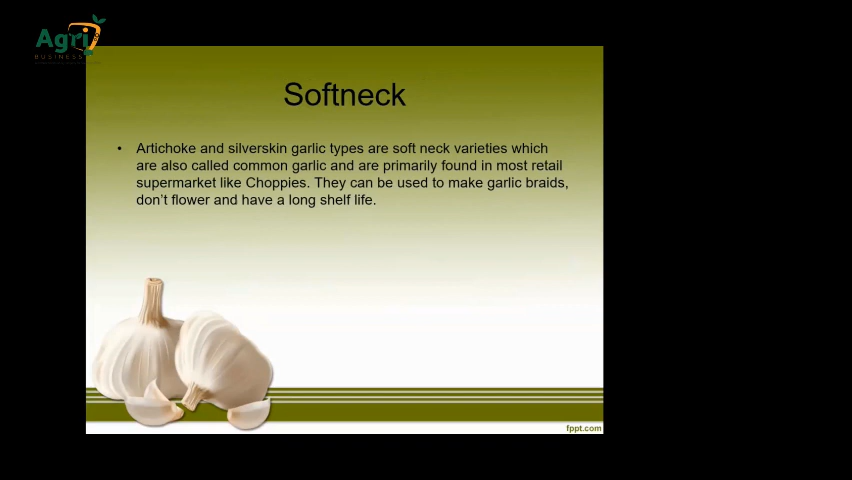 Agri
BUSINESS
Softneck
• Artichoke and silverskin garlic types are soft neck varieties which
are also called common garlic and are primarily found in most retail
supermarket like Choppies. They can be used to make garlic braids,
don’t flower and have a long shelf life.
fppt.com